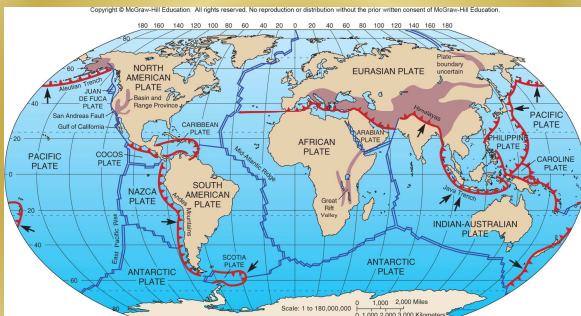 Copyright © McGraw-Hill Education. All rights reserved. No reproduction or distribution without the prior written consent of McGraw-Hill Education.
180 160 140 120 100 80 60 40 20 0 20 40 60 80 100 120 140 160 180
80
60
Aleutian Trench
NORTH
AMERICAN
PLATE
EURASIAN PLATE
Plate
boundary
uncertain
40
JUAN
DE FUCA
PLATE
Basin and
Range Province
San Andreas Fault
Gulf of California
20
CARIBBEAN
PLATE
Mid-Atlantic Ridge
ARABIAN
PLATE
Himalayas
PHILIPPINE
PLATE
PACIFIC
PLATE
PACIFIC
PLATE
COCOS
PLATE
AFRICAN
PLATE
CAROLINE
PLATE
0
NAZCA
PLATE
SOUTH
AMERICAN
PLATE
Andes Mountains
Great
Rift
Valley
Java Trench
20
East Pacific Rise
INDIAN-AUSTRALIAN
PLATE
40
ANTARCTIC
PLATE
SCOTIA
PLATE
ANTARCTIC
PLATE
60
Scale: 1 to 180,000,000
0 1,000 2,000 Miles
0 1,000 2,000 3,000 Kilometers